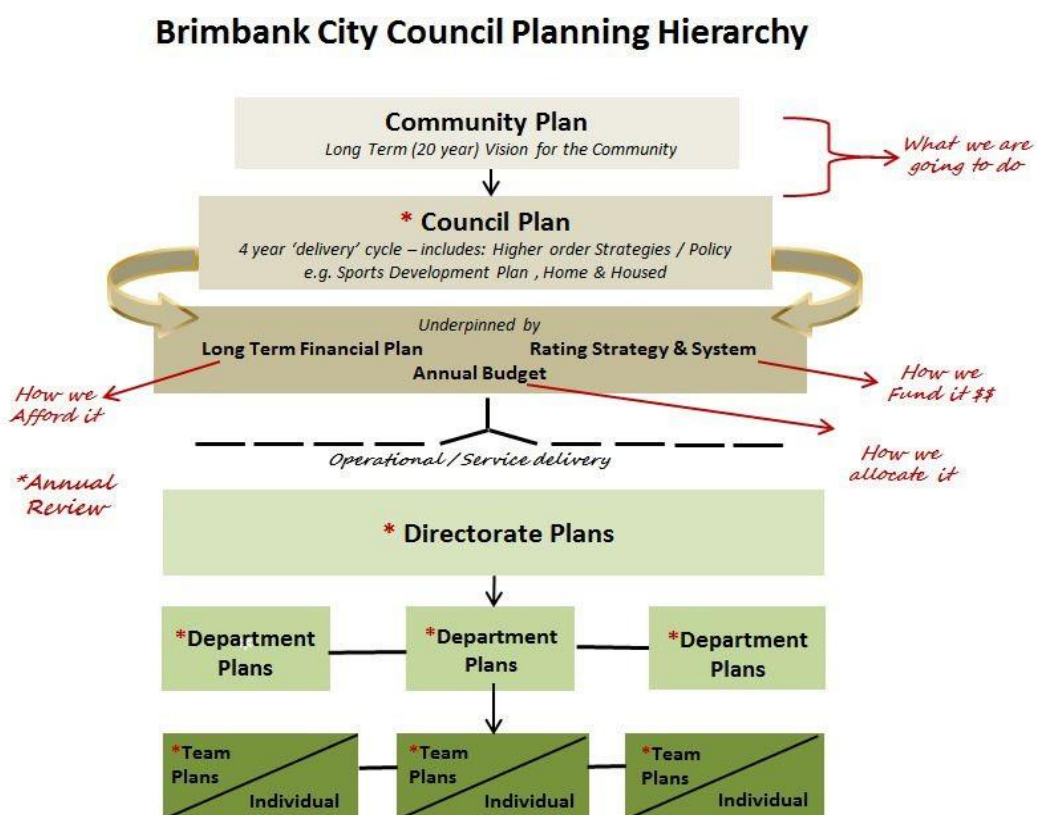 Brimbank City Council Planning Hierarchy
Community Plan
Long Term (20 year) Vision for the Community
What we are
going to do
* Council Plan
4 year ‘delivery’ cycle – includes: Higher order Strategies / Policy
e.g. Sports Development Plan , Home & Housed
Underpinned by
Long Term Financial Plan
Rating Strategy & System
Annual Budget
How we
Afford it
How we
Fund it $$
How we
allocate it
Operational / Service delivery
*Annual
Review
* Directorate Plans
*Department
Plans
*Department
Plans
*Department
Plans
*Team
Plans
Individual
*Team
Plans
Individual
*Team
Plans
Individual